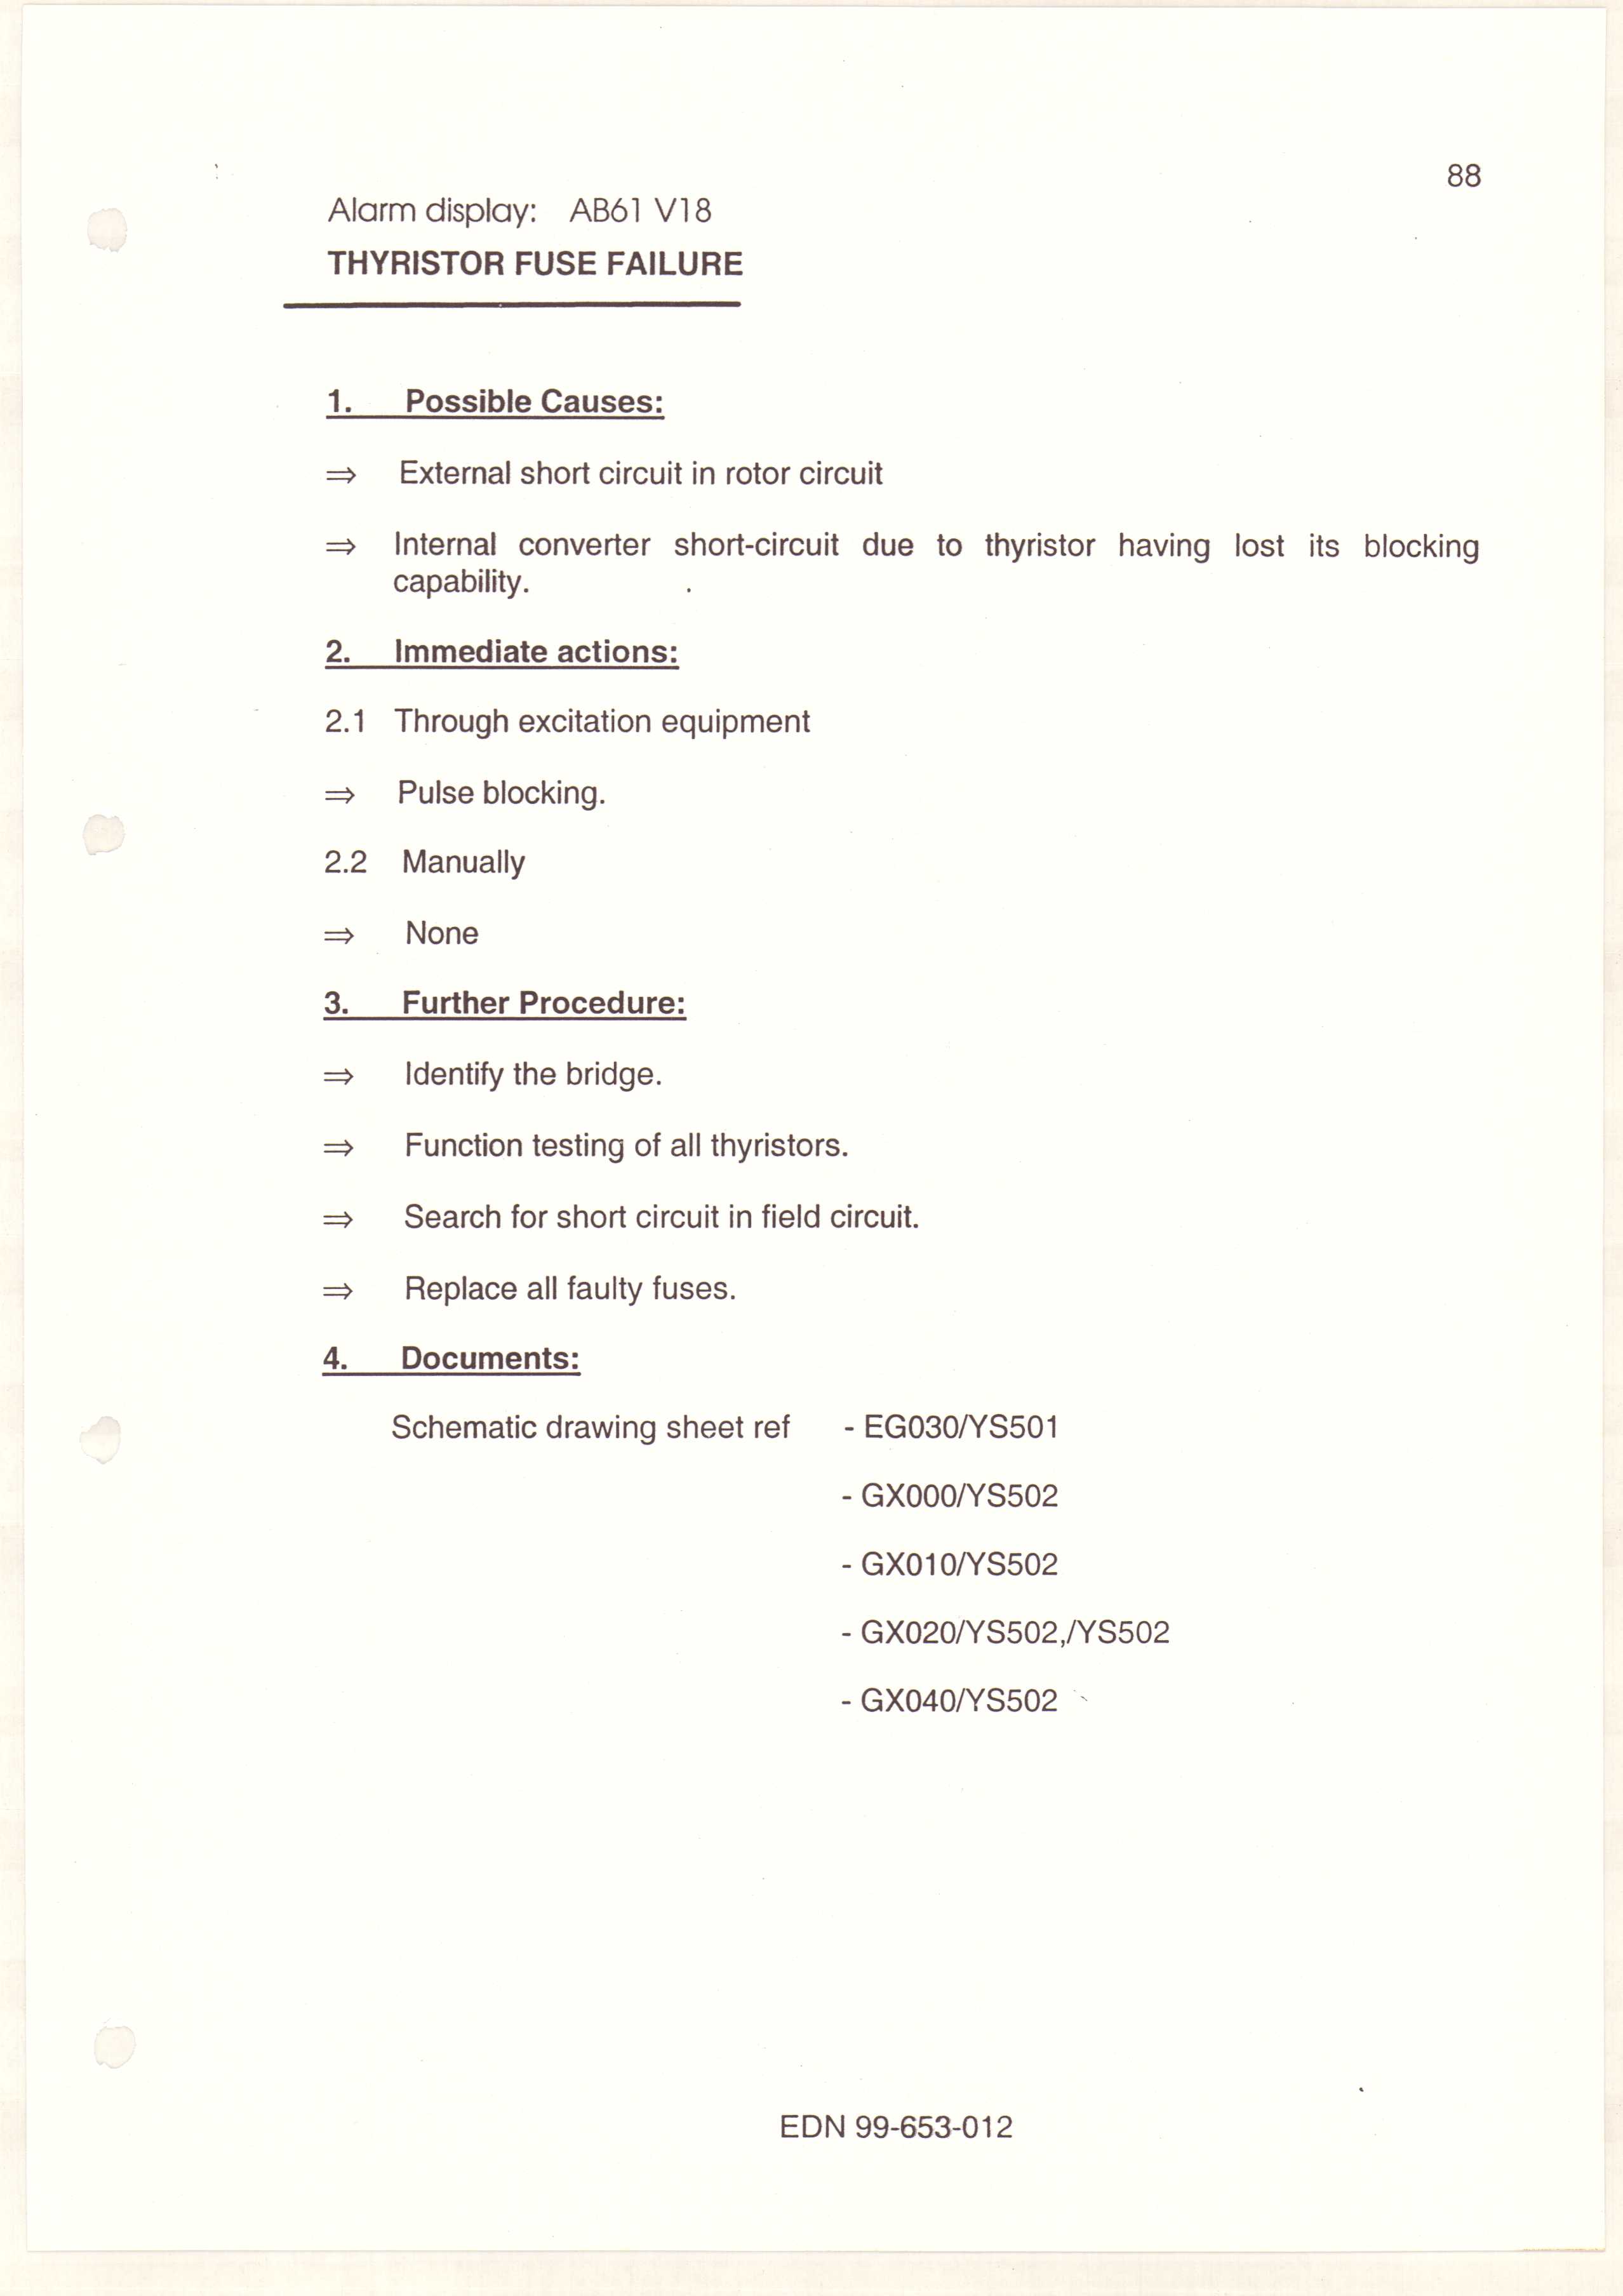 88
Alarm display: AB61 V18
THYRISTOR FUSE FAILURE
1. Possible Causes:
⇒ External short circuit in rotor circuit
⇒ Internal converter short-circuit due to thyristor having lost its blocking
capability.
2. Immediate actions:
2.1 Through excitation equipment
⇒ Pulse blocking.
2.2 Manually
⇒ None
3. Further Procedure:
⇒ Identify the bridge.
⇒ Function testing of all thyristors.
⇒ Search for short circuit in field circuit.
⇒ Replace all faulty fuses.
4. Documents:
Schematic drawing sheet ref - EG030/YS501
- GX000/YS502
- GX010/YS502
- GX020/YS502,/YS502
- GX040/YS502
EDN 99-653-012